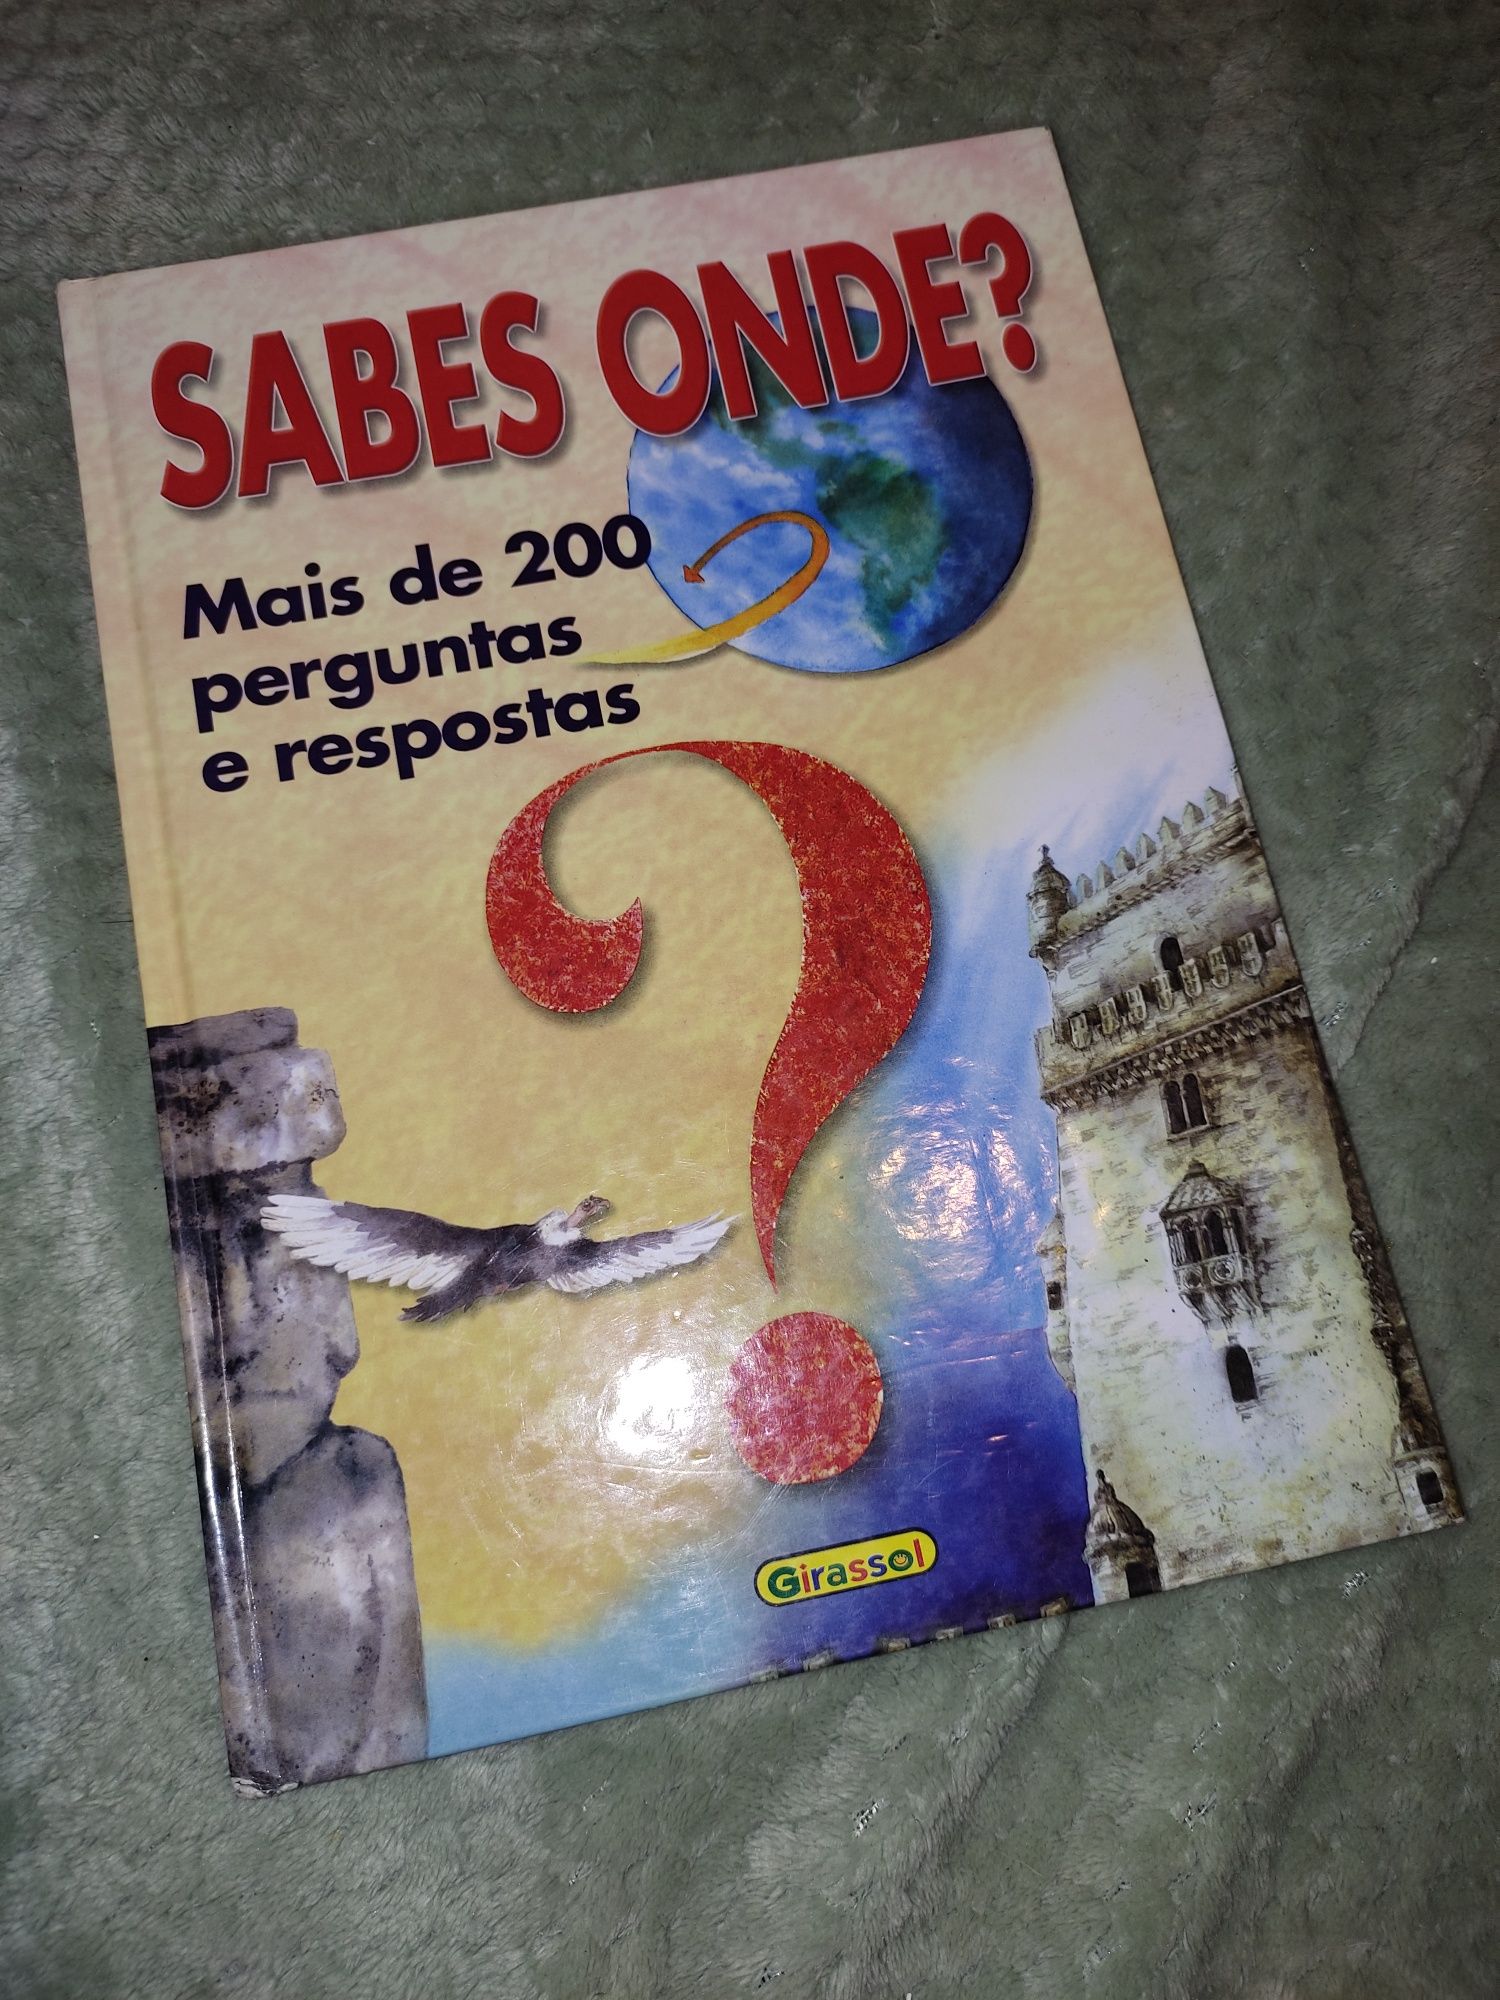 SABES ONDE?
Mais de 200
perguntas
e respostas
Girassol